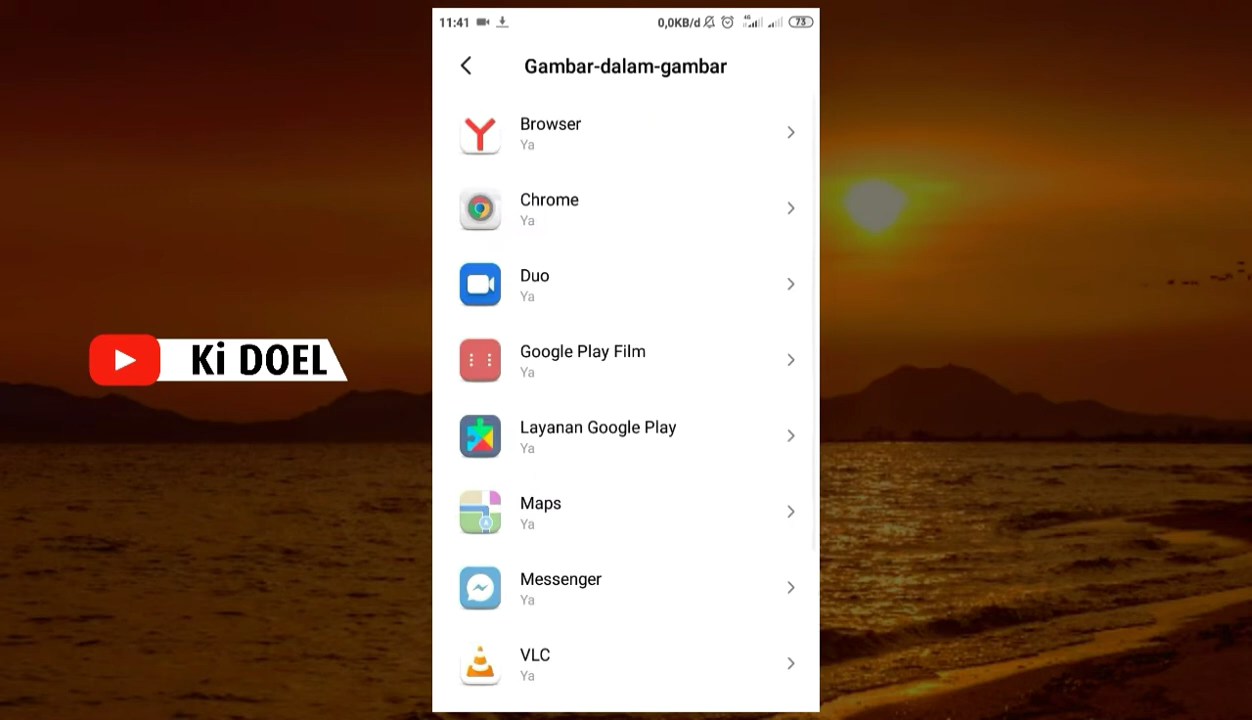 11:41 0,0KB/d 4G 73
Gambar-dalam-gambar
Browser
Ya
Chrome
Ya
Duo
Ya
Google Play Film
Ya
Layanan Google Play
Ya
Maps
Ya
Messenger
Ya
VLC
Ya
Ki DOEL